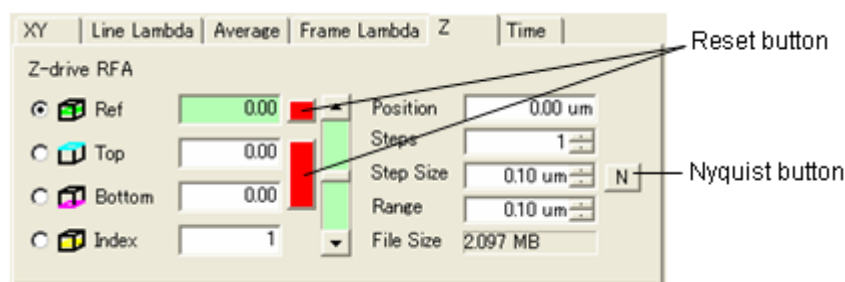 XY Line Lambda Average Frame Lambda Z Time
Reset button
Z-drive RFA
Ref 0.00 Position 0.00 um
Top 0.00 Steps 1
Step Size 0.10 um N Nyquist button
Bottom 0.00 Range 0.10 um
Index 1 File Size 2.097 MB